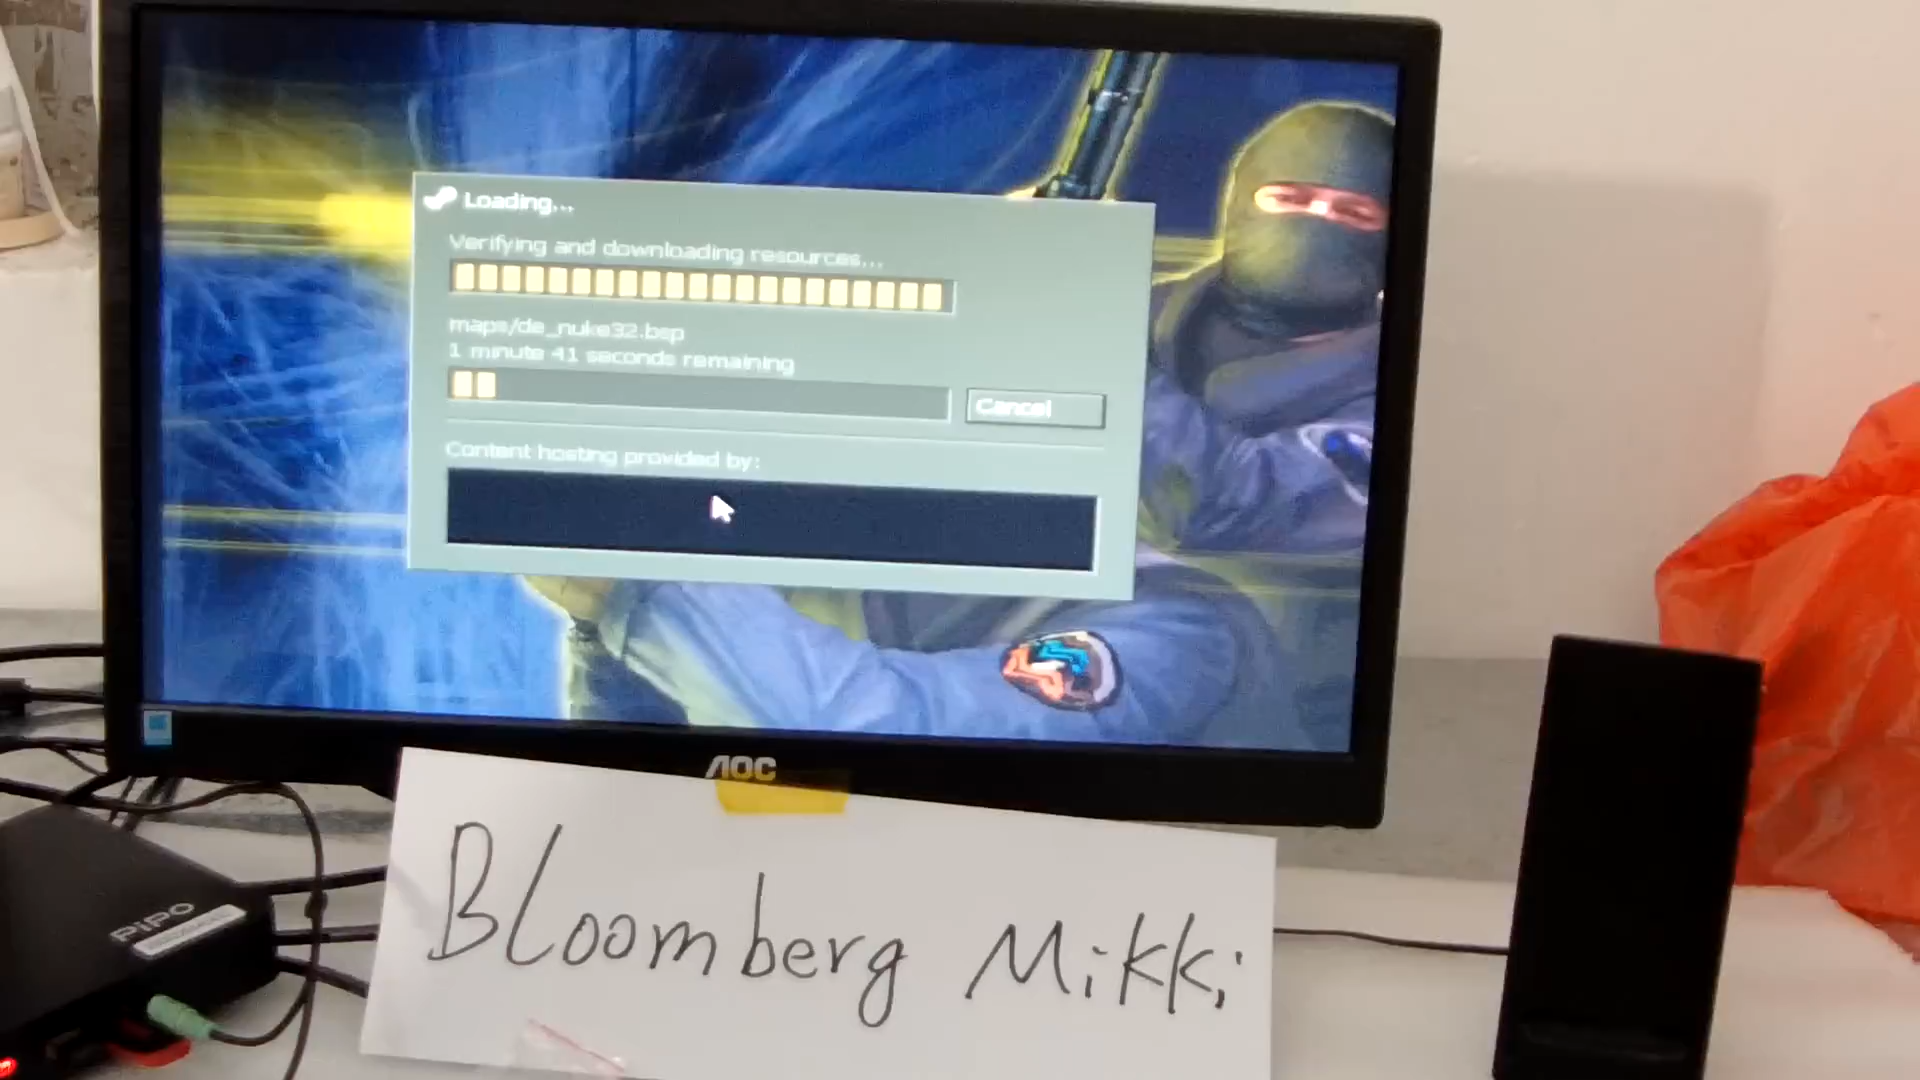 Loading...
Verifying and downloading resources...
maps/de_nuke32.bsp
1 minute 41 seconds remaining
Cancel
Content hosting provided by:
AOC
PiPO
Bloomberg Mikki